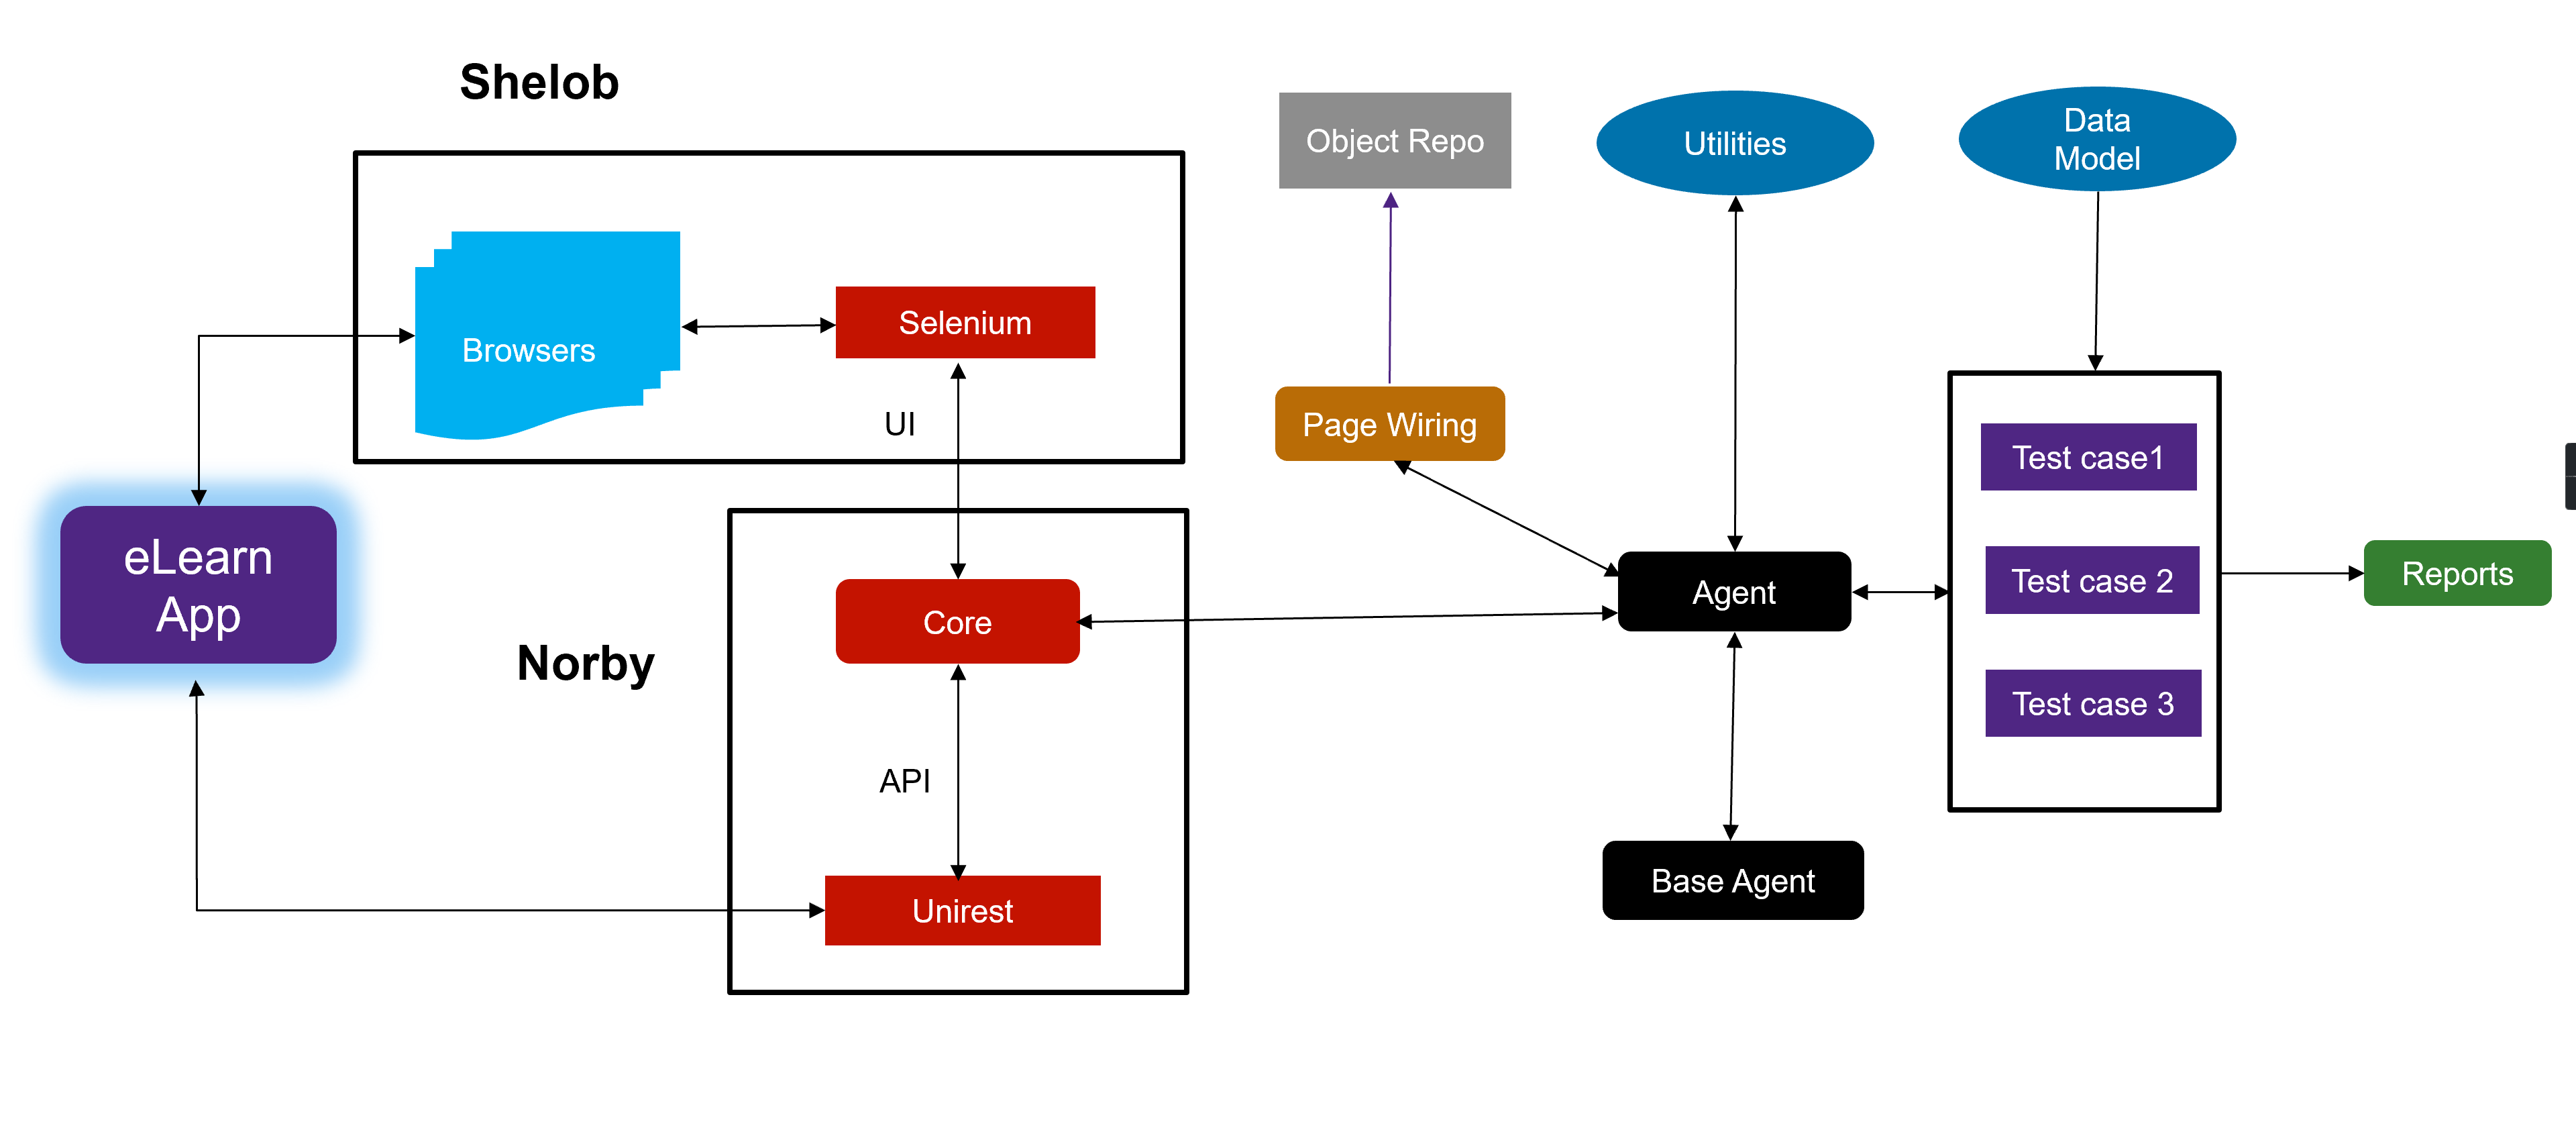 Shelob
Object Repo
Utilities
Data
Model
Browsers
Selenium
UI
Page Wiring
Test case1
eLearn
App
Test case 2
Reports
Agent
Core
Norby
Test case 3
API
Base Agent
Unirest